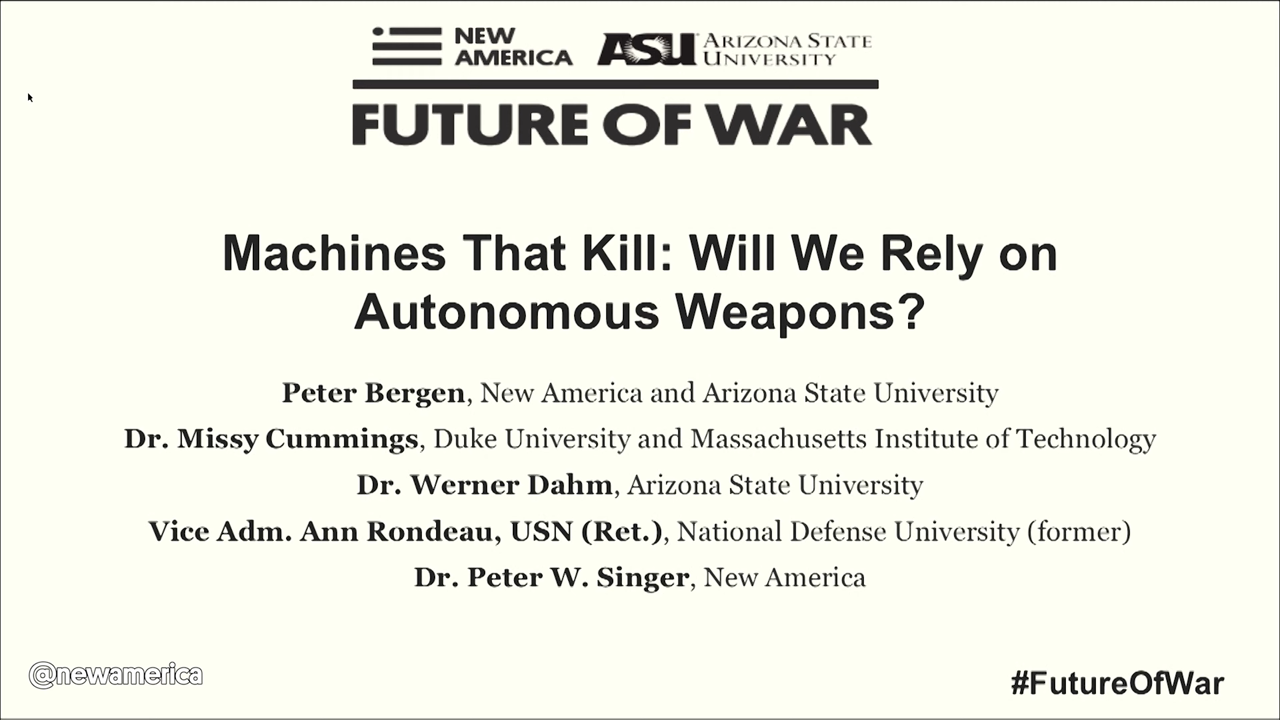 NEW
AMERICA
ASU ARIZONA STATE
UNIVERSITY
FUTURE OF WAR
Machines That Kill: Will We Rely on
Autonomous Weapons?
Peter Bergen, New America and Arizona State University
Dr. Missy Cummings, Duke University and Massachusetts Institute of Technology
Dr. Werner Dahm, Arizona State University
Vice Adm. Ann Rondeau, USN (Ret.), National Defense University (former)
Dr. Peter W. Singer, New America
@newamerica
#FutureOfWar